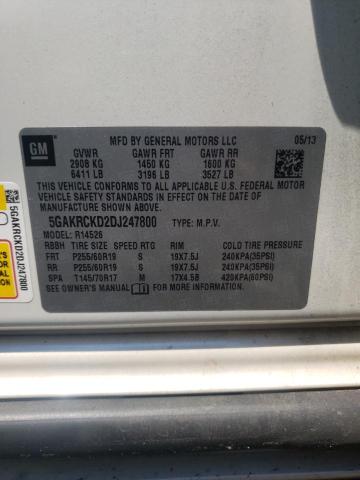 GM
MFD BY GENERAL MOTORS LLC 05/13
GVWR GAWR FRT GAWR RR
2908 KG 1450 KG 1600 KG
6411 LB 3196 LB 3527 LB
THIS VEHICLE CONFORMS TO ALL APPLICABLE U.S. FEDERAL MOTOR
VEHICLE SAFETY AND THEFT PREVENTION STANDARDS IN EFFECT ON
THE DATE OF MANUFACTURE SHOWN ABOVE.
5GAKRCKD2DJ247800 TYPE: M.P.V.
MODEL: R14526
RBBH TIRE SIZE SPEED RTG RIM COLD TIRE PRESSURE
FRT P255/60R19 S 19X7.5J 240KPA(35PSI)
RR P255/60R19 S 19X7.5J 240KPA(35PSI)
SPA T145/70R17 M 17X4.5B 420KPA(60PSI)
SEE OWNER'S MANUAL FOR MORE INFORMATION
5GAKRCKD2DJ247800